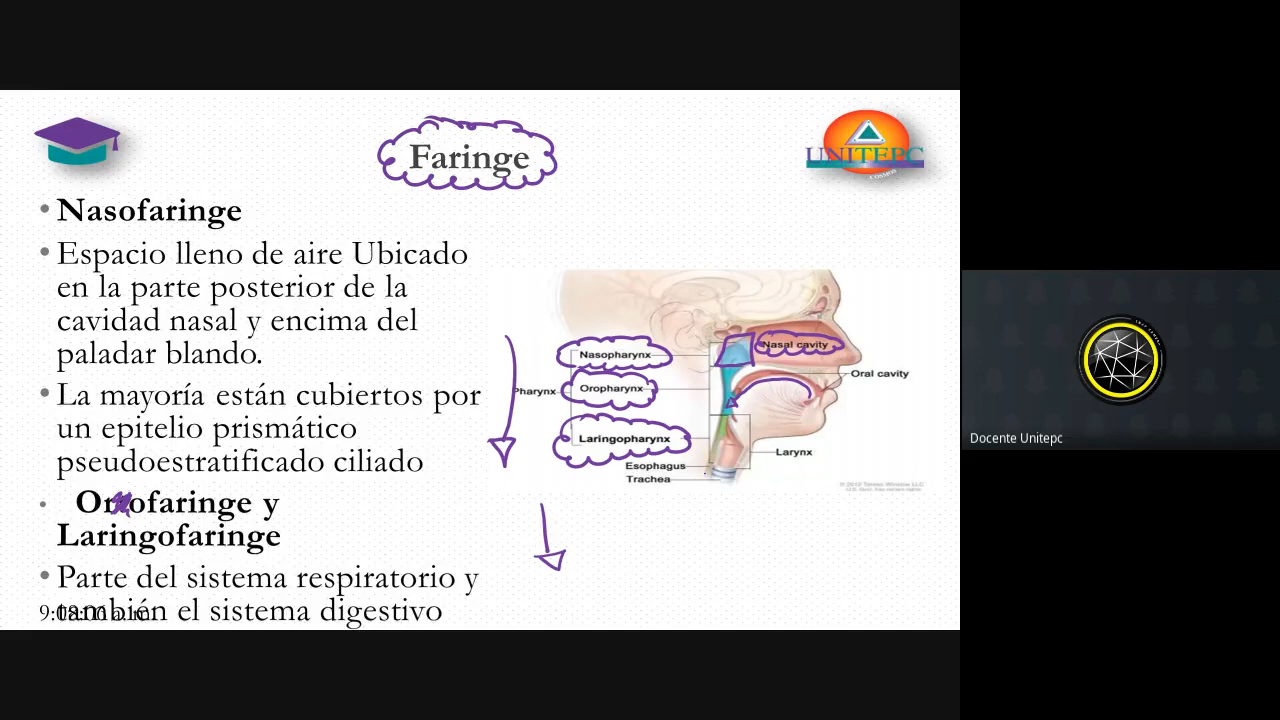 Faringe
UNITEPC
COSMOS
Nasofaringe
Espacio lleno de aire Ubicado
en la parte posterior de la
cavidad nasal y encima del
paladar blando.
La mayoría están cubiertos por
un epitelio prismático
pseudoestratificado ciliado
ofaringe y
Laringofaringe
Parte del sistema respiratorio y
también el sistema digestivo
Nasal cavity
Nasopharynx
Oral cavity
Pharynx
Oropharynx
Laringopharynx
Larynx
Esophagus
Trachea
Docente Unitepc